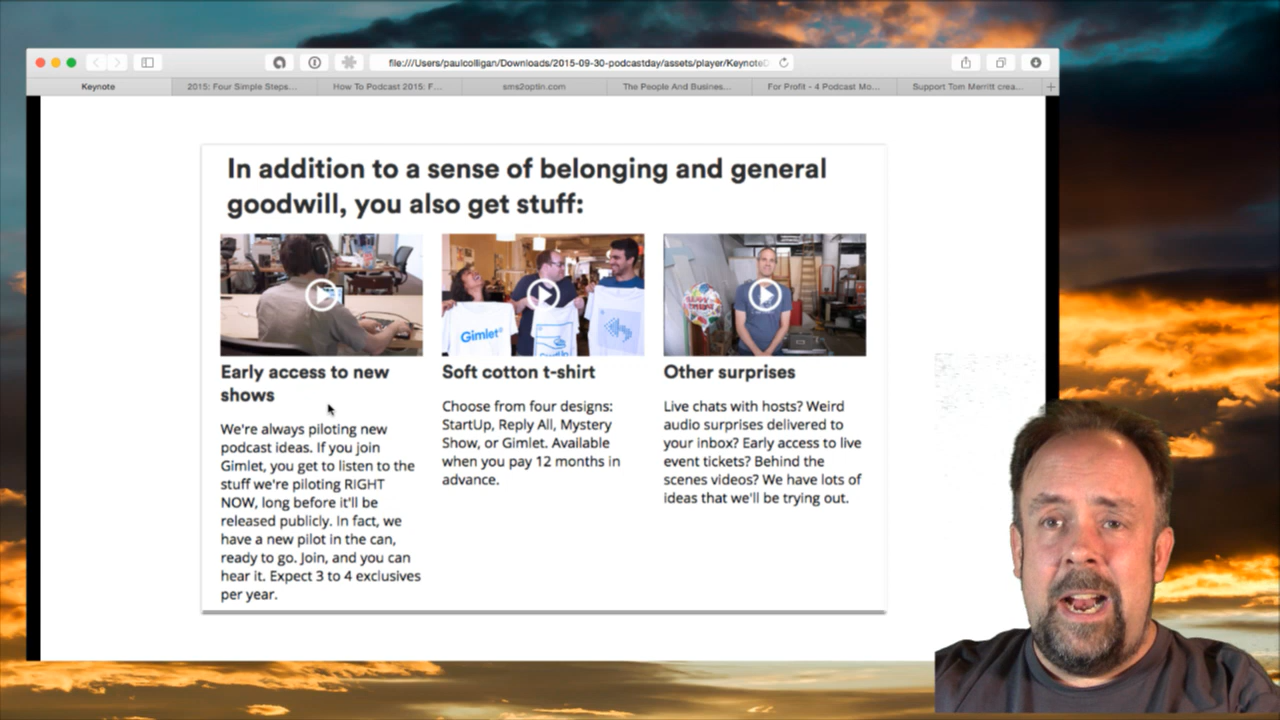 file:///Users/paulcolligan/Downloads/2015-09-30-podcastday/assets/player/Keynote
Keynote
2015: Four Simple Steps...
How To Podcast 2015: F...
sms2optin.com
The People And Busines...
For Profit - 4 Podcast Mo...
Support Tom Merritt crea...
In addition to a sense of belonging and general
goodwill, you also get stuff:
Gimlet
Early access to new
shows
We're always piloting new
podcast ideas. If you join
Gimlet, you get to listen to the
stuff we're piloting RIGHT
NOW, long before it'll be
released publicly. In fact, we
have a new pilot in the can,
ready to go. Join, and you can
hear it. Expect 3 to 4 exclusives
per year.
Soft cotton t-shirt
Choose from four designs:
StartUp, Reply All, Mystery
Show, or Gimlet. Available
when you pay 12 months in
advance.
Other surprises
Live chats with hosts? Weird
audio surprises delivered to
your inbox? Early access to live
event tickets? Behind the
scenes videos? We have lots of
ideas that we'll be trying out.